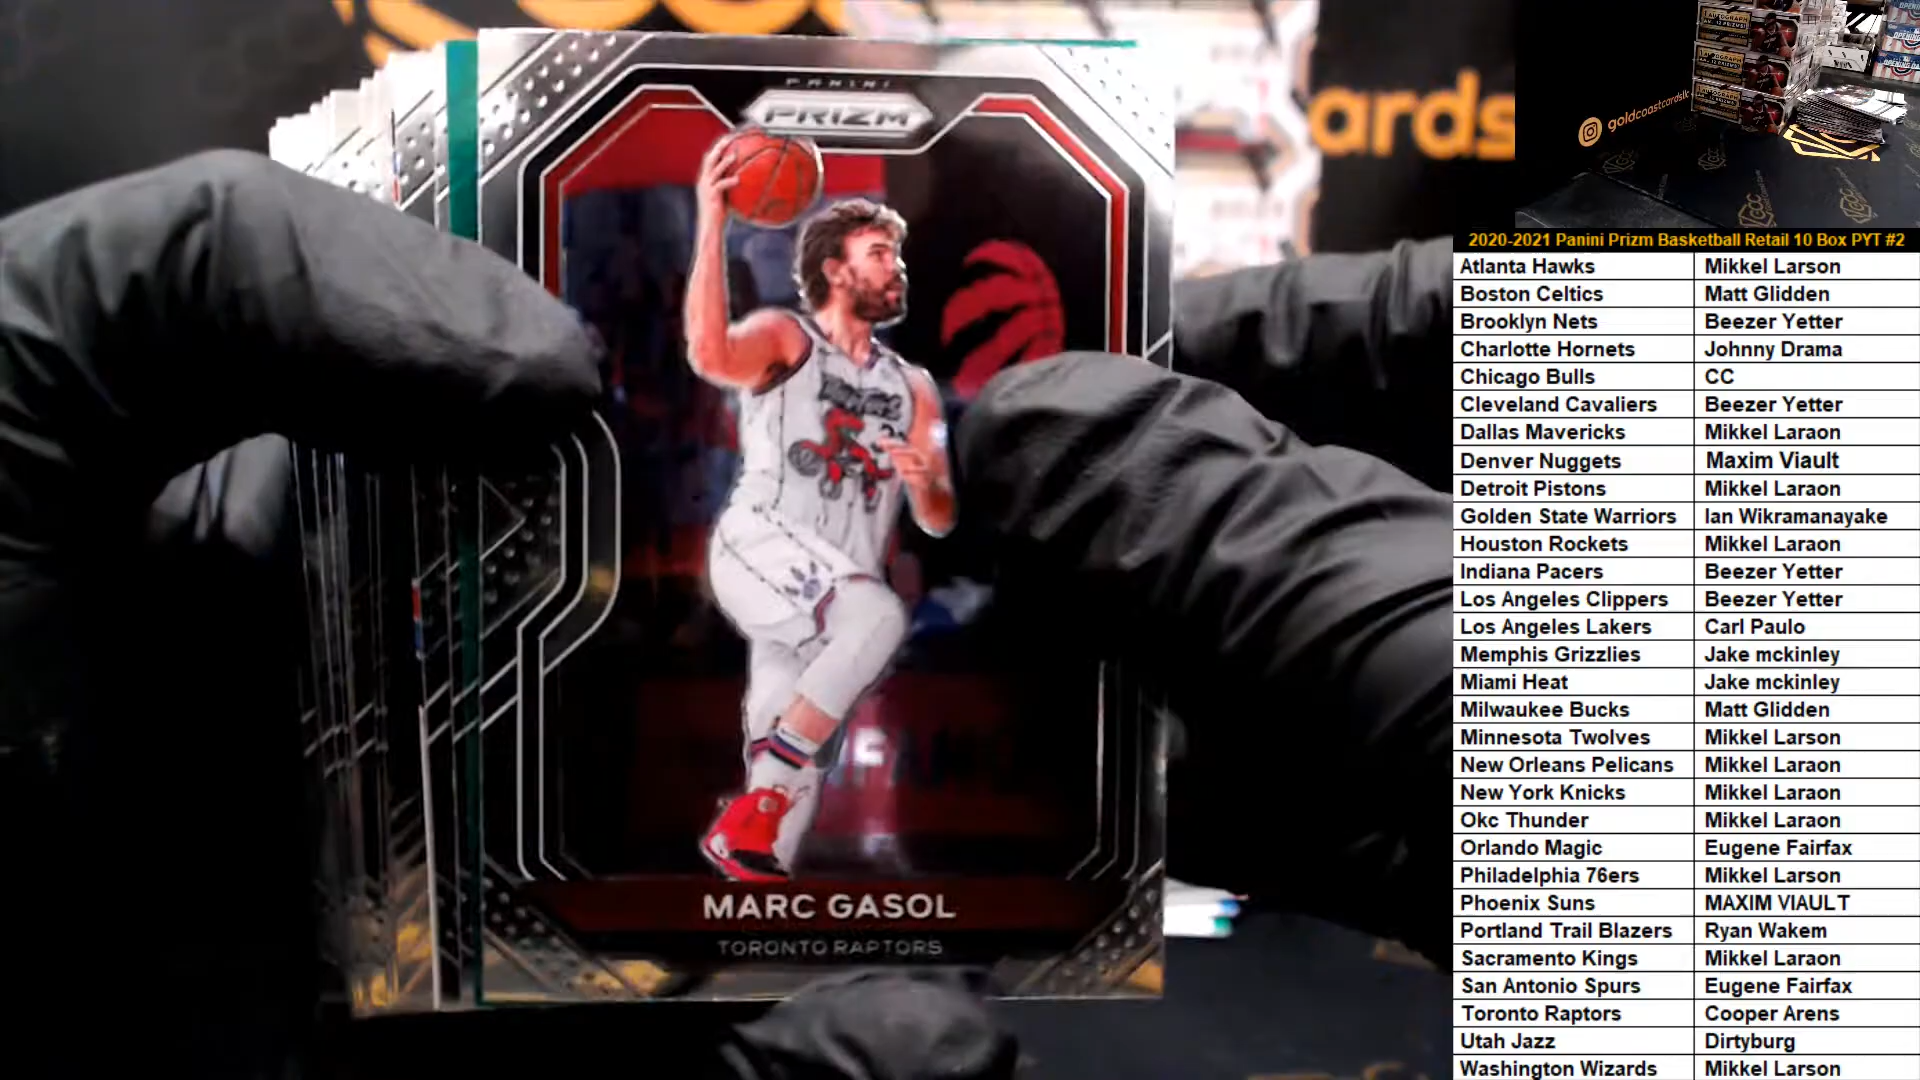 PANINI
PRIZM
ards
MARC GASOL
TORONTO RAPTORS
goldcoastcardsllc
2020-2021 Panini Prizm Basketball Retail 10 Box PYT #2
Atlanta Hawks Mikkel Larson
Boston Celtics Matt Glidden
Brooklyn Nets Beezer Yetter
Charlotte Hornets Johnny Drama
Chicago Bulls CC
Cleveland Cavaliers Beezer Yetter
Dallas Mavericks Mikkel Laraon
Denver Nuggets Maxim Viault
Detroit Pistons Mikkel Laraon
Golden State Warriors Ian Wikramanayake
Houston Rockets Mikkel Laraon
Indiana Pacers Beezer Yetter
Los Angeles Clippers Beezer Yetter
Los Angeles Lakers Carl Paulo
Memphis Grizzlies Jake mckinley
Miami Heat Jake mckinley
Milwaukee Bucks Matt Glidden
Minnesota Twolves Mikkel Larson
New Orleans Pelicans Mikkel Laraon
New York Knicks Mikkel Laraon
Okc Thunder Mikkel Laraon
Orlando Magic Eugene Fairfax
Philadelphia 76ers Mikkel Larson
Phoenix Suns MAXIM VIAULT
Portland Trail Blazers Ryan Wakem
Sacramento Kings Mikkel Laraon
San Antonio Spurs Eugene Fairfax
Toronto Raptors Cooper Arens
Utah Jazz Dirtyburg
Washington Wizards Mikkel Larson